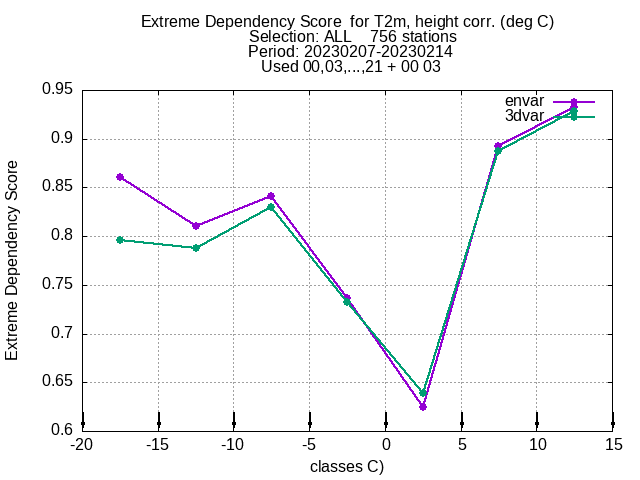 Extreme Dependency Score  for T2m, height corr. (deg C)
Selection: ALL    756 stations
Period: 20230207-20230214
Used 00,03,...,21 + 00 03
envar
3dvar
Extreme Dependency Score
0.95
0.9
0.85
0.8
0.75
0.7
0.65
0.6
-20 -15 -10 -5 0 5 10 15
classes C)